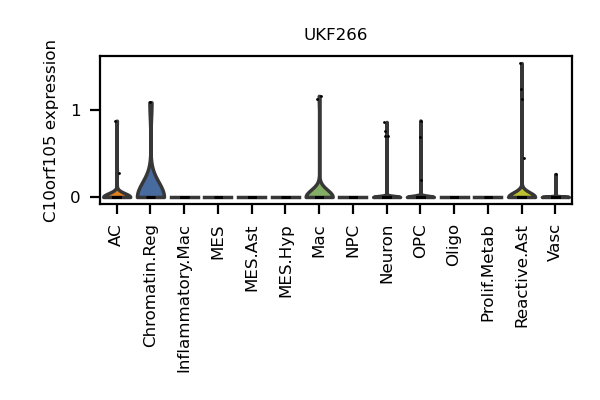 UKF266
C10orf105 expression
1
0
AC
Chromatin.Reg
Inflammatory.Mac
MES
MES.Ast
MES.Hyp
Mac
NPC
Neuron
OPC
Oligo
Prolif.Metab
Reactive.Ast
Vasc